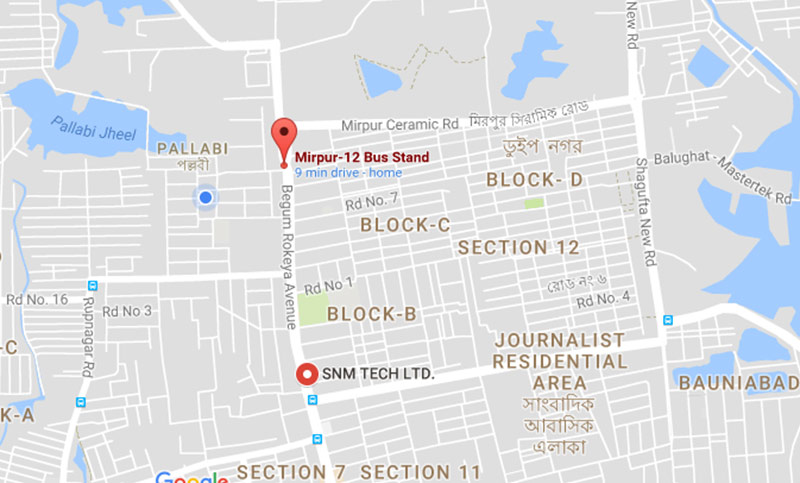 New Rd
Pallabi Jheel
Mirpur Ceramic Rd মিরপুর সিরামিক রোড
PALLABI
পল্লবী
Mirpur-12 Bus Stand
9 min drive - home
ডুইপ নগর
Balughat - Mastertek Rd
BLOCK- D
Rd No. 7
BLOCK-C
Begum Rokeya Avenue
SECTION 12
Shagufta New Rd
Rd No 1
রোড নং ৬
Rd No. 4
Rd No. 16
Rd No 3
Rupnagar Rd
BLOCK-B
-C
JOURNALIST
RESIDENTIAL
AREA
সাংবাদিক
আবাসিক
এলাকা
SNM TECH LTD.
BAUNIABAD
K-A
Google
SECTION 7
SECTION 11